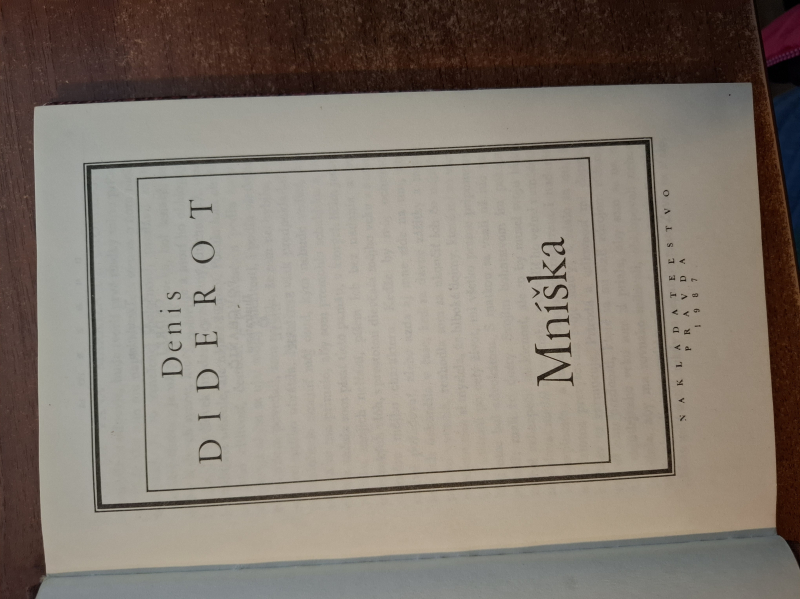 Denis
DIDEROT
Mníška
NAKLADATEĽSTVO
PRAVDA
1987